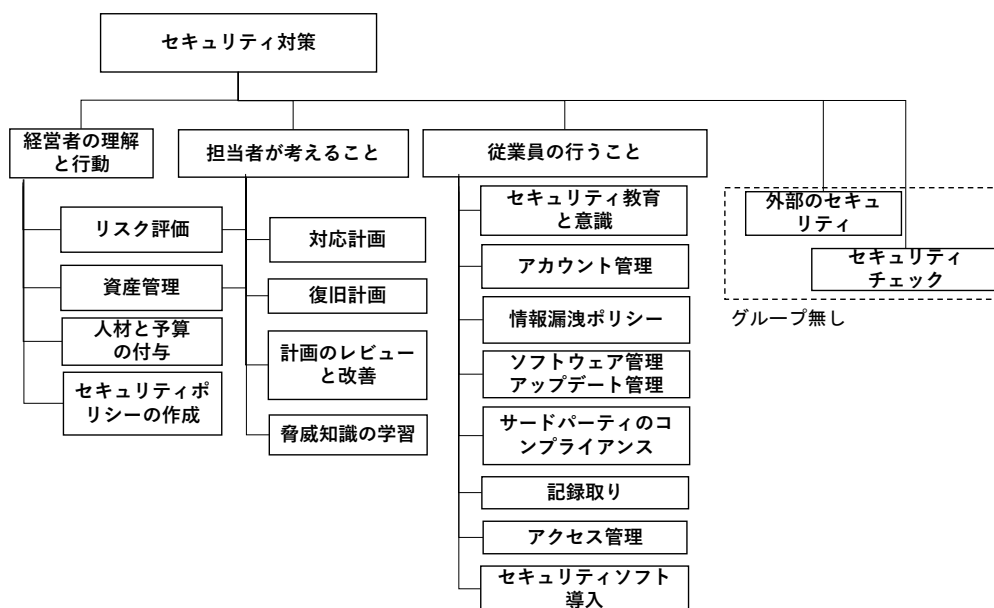 セキュリティ対策
経営者の理解
と行動
担当者が考えること
従業員の行うこと
リスク評価
資産管理
人材と予算
の付与
セキュリティポ
リシーの作成
対応計画
復旧計画
計画のレビュー
と改善
脅威知識の学習
セキュリティ教育
と意識
アカウント管理
情報漏洩ポリシー
ソフトウェア管理
アップデート管理
サードパーティのコ
ンプライアンス
記録取り
アクセス管理
セキュリティソフト
導入
外部のセキュ
リティ
セキュリティ
チェック
グループ無し